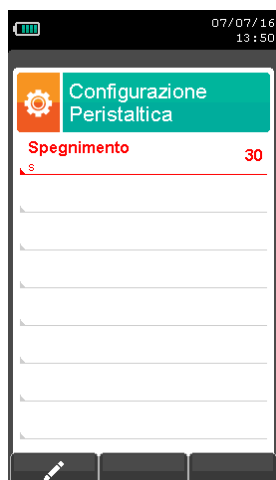 07/07/16
13:50
Configurazione
Peristaltica
Spegnimento 30
s